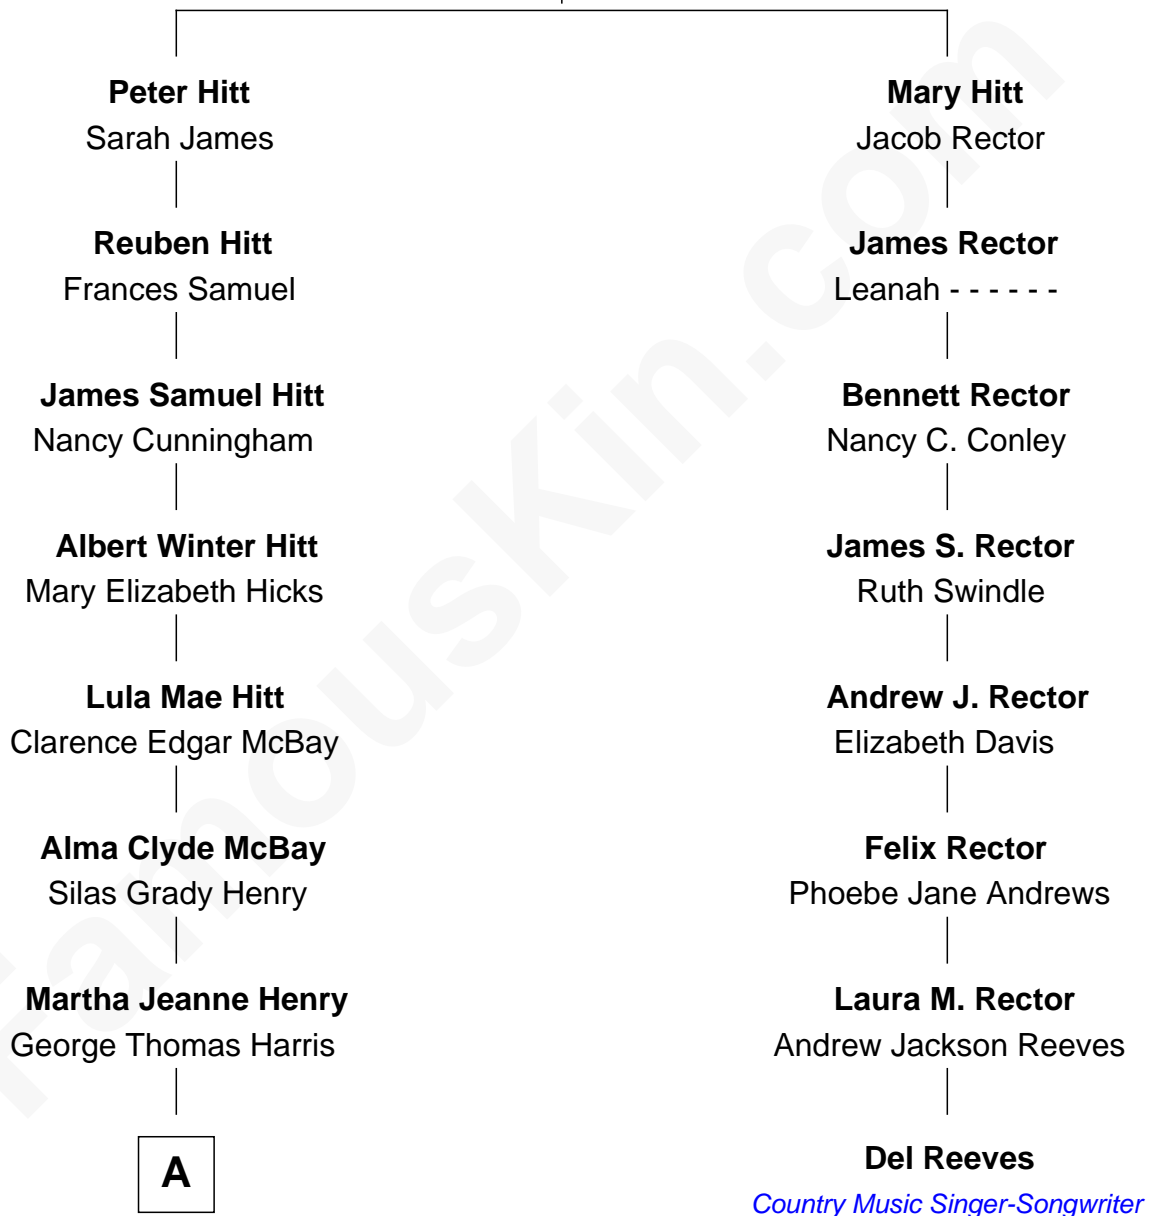 Peter Hitt
Sarah James
Reuben Hitt
Frances Samuel
James Samuel Hitt
Nancy Cunningham
Albert Winter Hitt
Mary Elizabeth Hicks
Lula Mae Hitt
Clarence Edgar McBay
Alma Clyde McBay
Silas Grady Henry
Martha Jeanne Henry
George Thomas Harris
A
Mary Hitt
Jacob Rector
James Rector
Leanah - - - - - -
Bennett Rector
Nancy C. Conley
James S. Rector
Ruth Swindle
Andrew J. Rector
Elizabeth Davis
Felix Rector
Phoebe Jane Andrews
Laura M. Rector
Andrew Jackson Reeves
Del Reeves
Country Music Singer-Songwriter
FamousKin.com